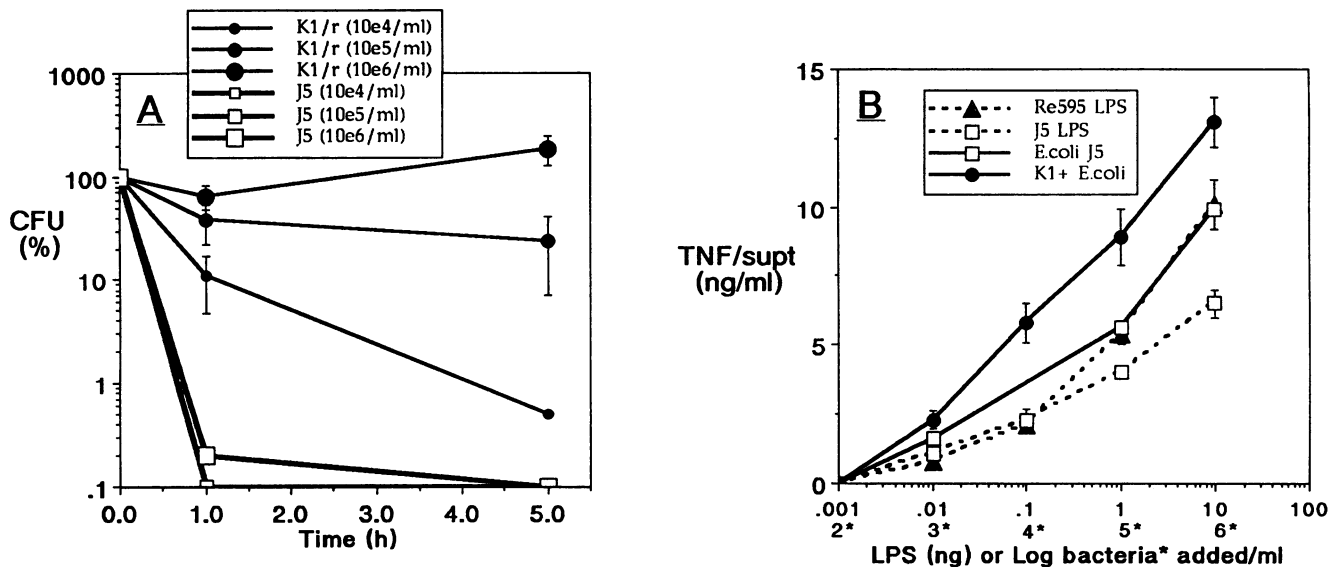 A
K1/r (10e4/ml)
K1/r (10e5/ml)
K1/r (10e6/ml)
J5 (10e4/ml)
J5 (10e5/ml)
J5 (10e6/ml)
1000
100
10
1
.1
CFU
(%)
0.0 1.0 2.0 3.0 4.0 5.0
Time (h)
B
Re595 LPS
J5 LPS
E.coli J5
K1+ E.coli
15
10
5
0
TNF/supt
(ng/ml)
.001 .01 .1 1 10 100
2* 3* 4* 5* 6*
LPS (ng) or Log bacteria* added/ml